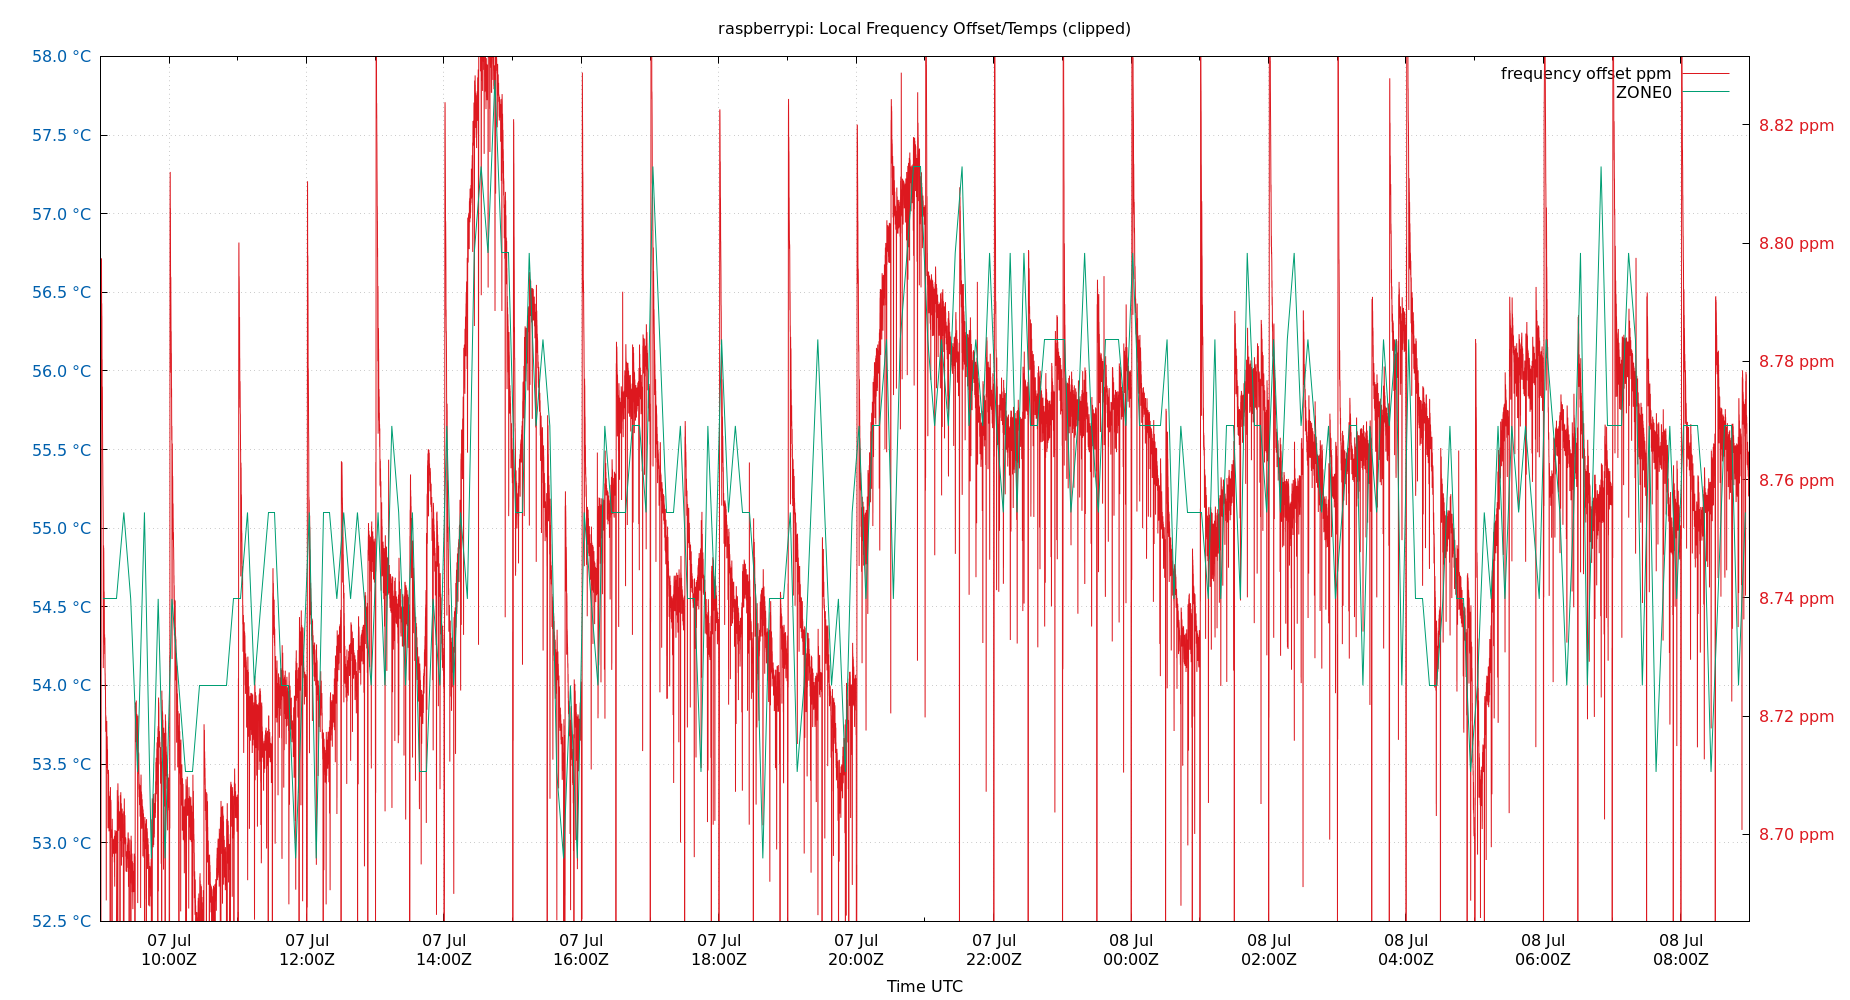 raspberrypi: Local Frequency Offset/Temps (clipped)
frequency offset ppm
ZONE0
58.0 °C
57.5 °C
57.0 °C
56.5 °C
56.0 °C
55.5 °C
55.0 °C
54.5 °C
54.0 °C
53.5 °C
53.0 °C
52.5 °C
8.82 ppm
8.80 ppm
8.78 ppm
8.76 ppm
8.74 ppm
8.72 ppm
8.70 ppm
07 Jul
10:00Z
07 Jul
12:00Z
07 Jul
14:00Z
07 Jul
16:00Z
07 Jul
18:00Z
07 Jul
20:00Z
07 Jul
22:00Z
08 Jul
00:00Z
08 Jul
02:00Z
08 Jul
04:00Z
08 Jul
06:00Z
08 Jul
08:00Z
Time UTC